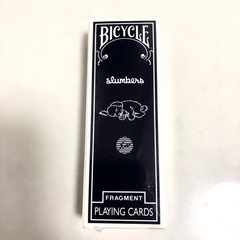 BICYCLE
slumbers
FRAGMENT
PLAYING CARDS